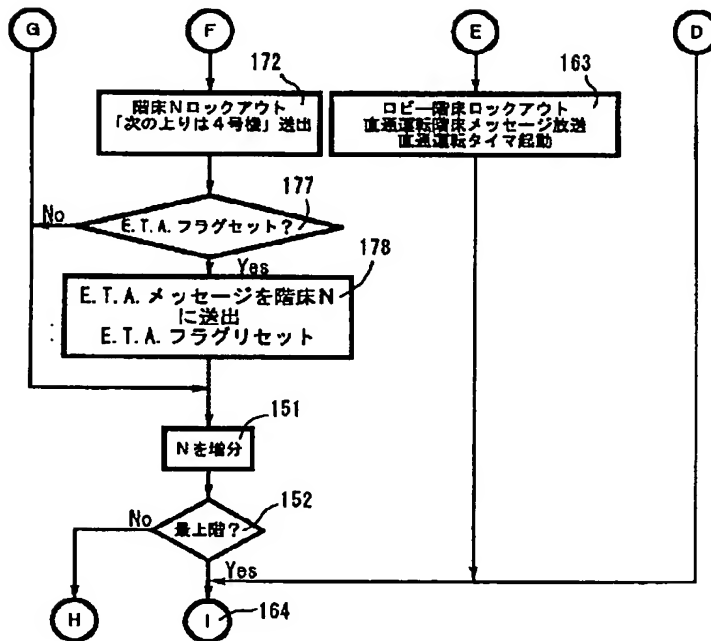 G
F
E
D
172
163
階床Nロックアウト
「次の上りは4号機」送出
ロビー階床ロックアウト
直通運転階床メッセージ放送
直通運転タイマ起動
177
No
E.T.A.フラグセット?
Yes
178
E.T.A.メッセージを階床N
に送出
E.T.A.フラグリセット
151
Nを増分
152
No
最上階?
Yes
H
I
164